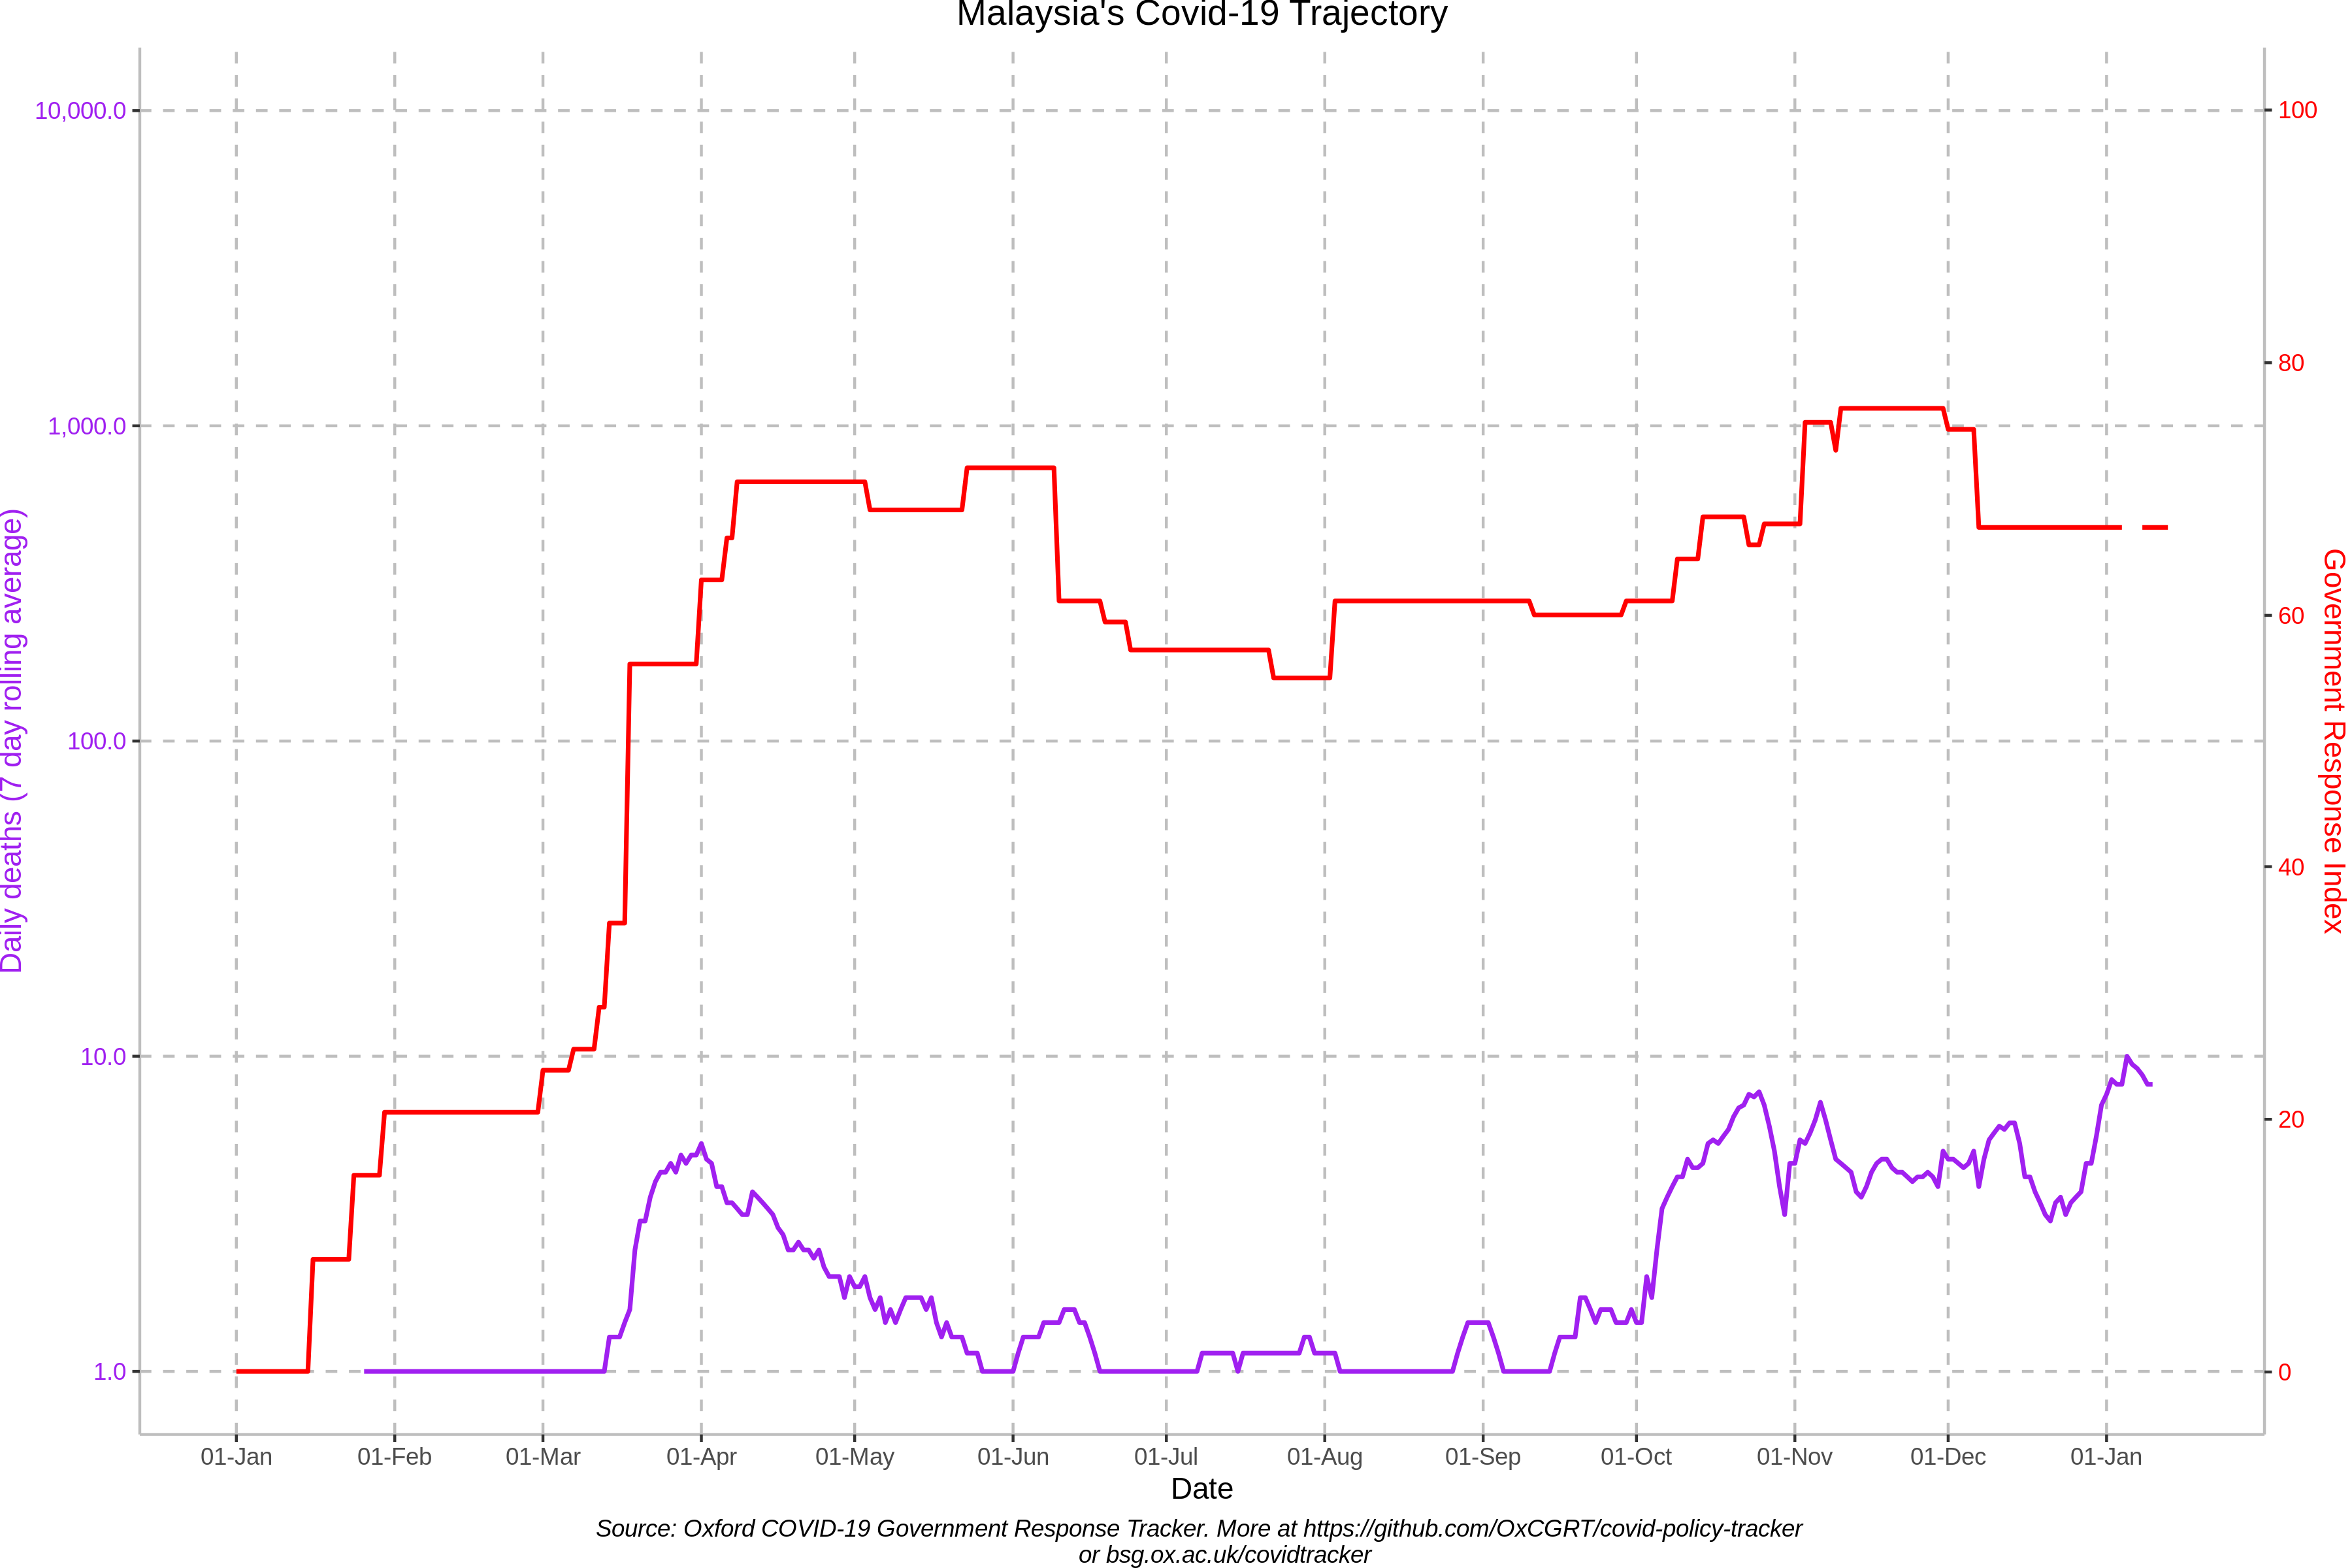 Malaysia's Covid-19 Trajectory
10,000.0
1,000.0
100.0
10.0
1.0
Daily deaths (7 day rolling average)
100
80
60
40
20
0
Government Response Index
01-Jan 01-Feb 01-Mar 01-Apr 01-May 01-Jun 01-Jul 01-Aug 01-Sep 01-Oct 01-Nov 01-Dec 01-Jan
Date
Source: Oxford COVID-19 Government Response Tracker. More at https://github.com/OxCGRT/covid-policy-tracker
or bsg.ox.ac.uk/covidtracker